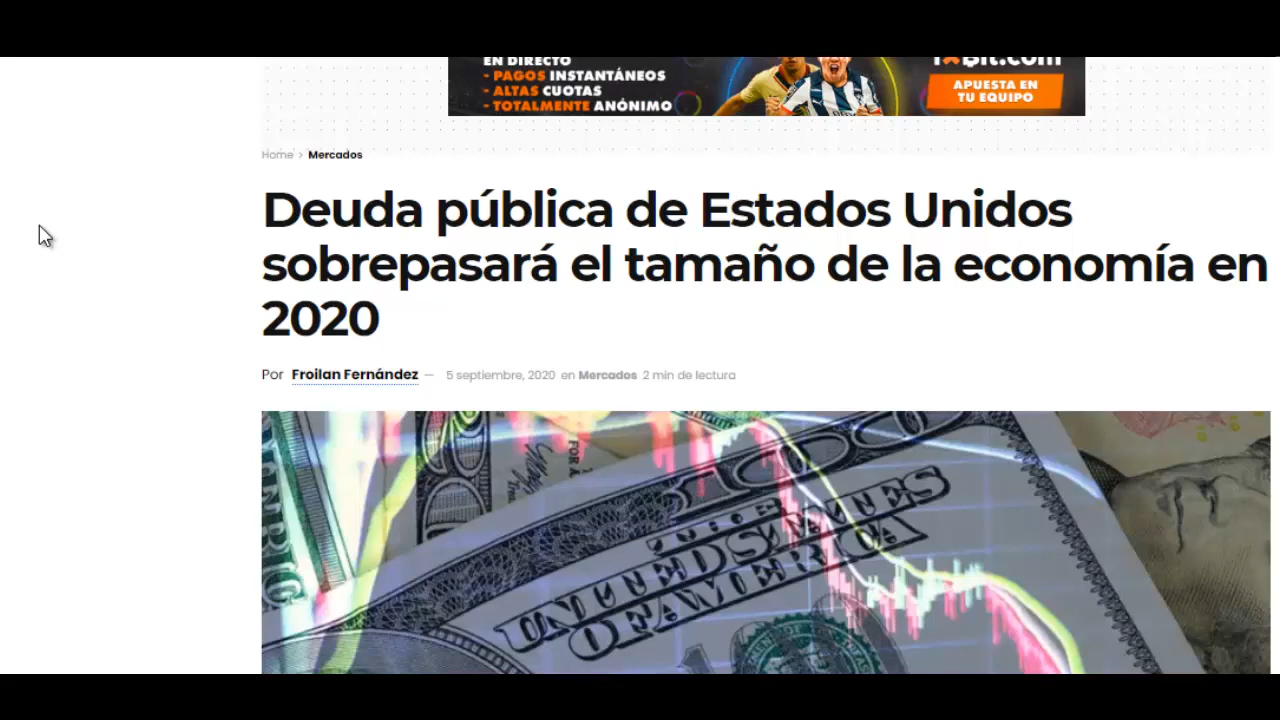 EN DIRECTO
- PAGOS INSTANTÁNEOS
- ALTAS CUOTAS
- TOTALMENTE ANÓNIMO
APUESTA EN
TU EQUIPO
Home > Mercados
Deuda pública de Estados Unidos
sobrepasará el tamaño de la economía en
2020
Por Froilan Fernández — 5 septiembre, 2020 en Mercados 2 min de lectura